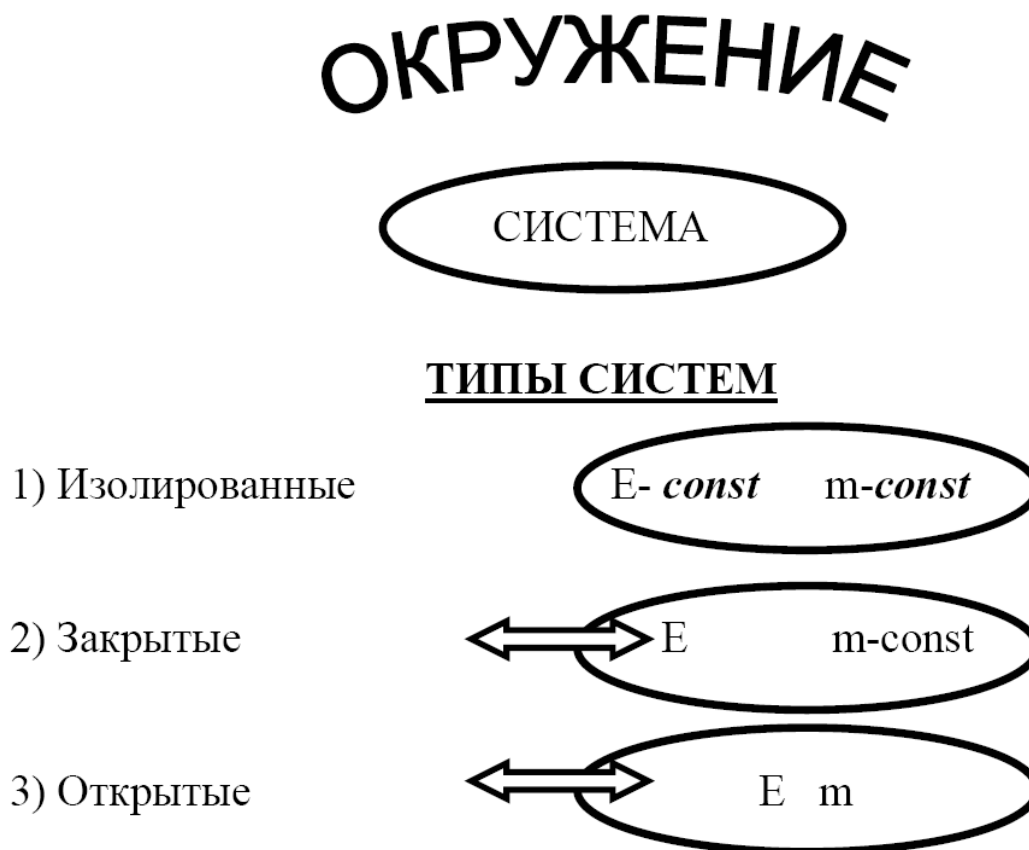 ОКРУЖЕНИЕ
СИСТЕМА
ТИПЫ СИСТЕМ
1) Изолированные E- const m-const
2) Закрытые E m-const
3) Открытые E m